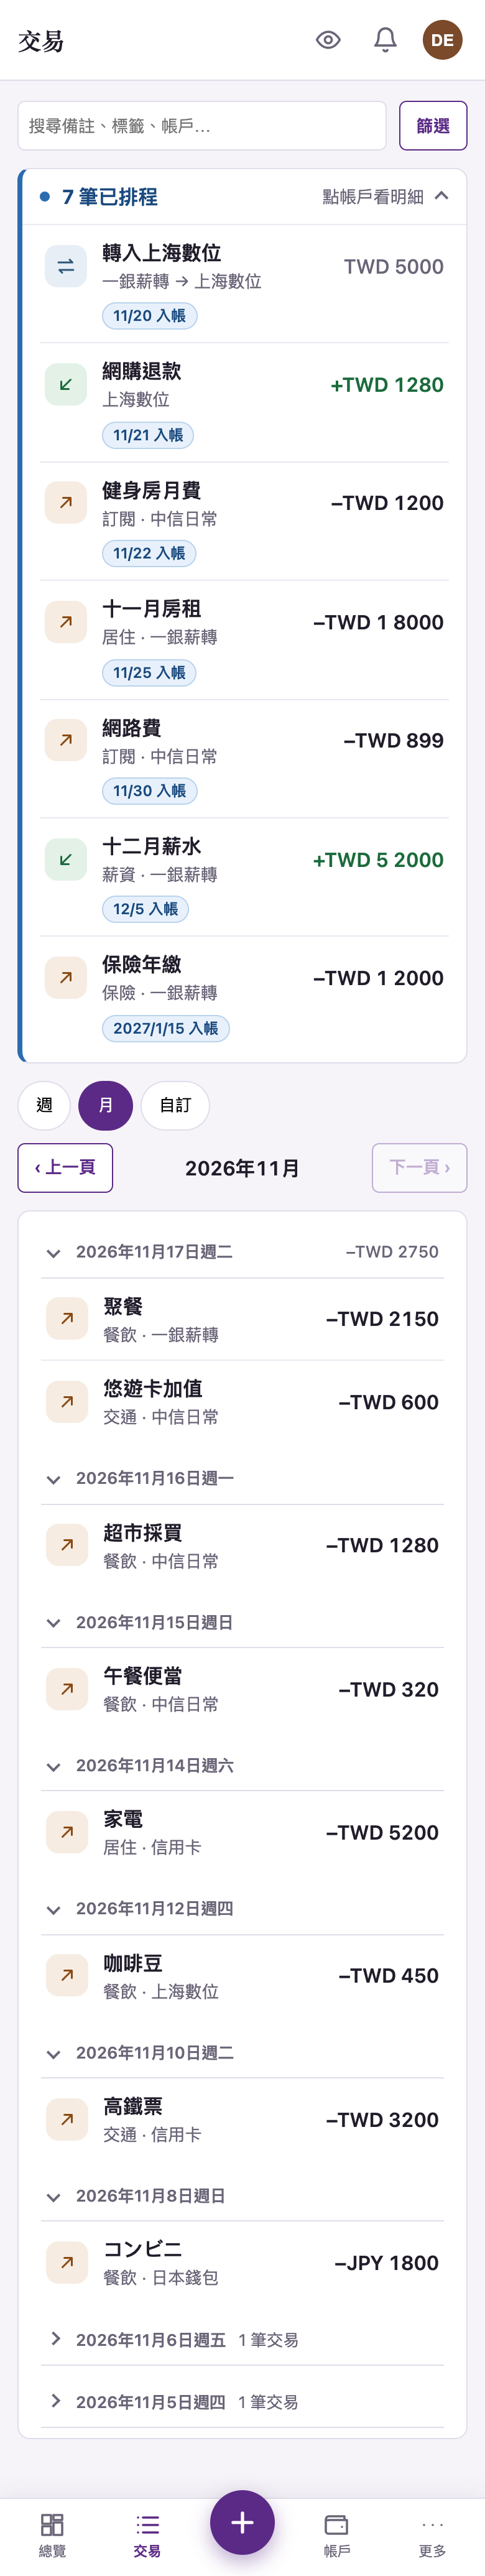 交易
DE
搜尋備註、標籤、帳戶...
篩選
7 筆已排程
點帳戶看明細
轉入上海數位
TWD 5000
一銀薪轉 → 上海數位
11/20 入帳
網購退款
+TWD 1280
上海數位
11/21 入帳
健身房月費
−TWD 1200
訂閱 · 中信日常
11/22 入帳
十一月房租
−TWD 1 8000
居住 · 一銀薪轉
11/25 入帳
網路費
−TWD 899
訂閱 · 中信日常
11/30 入帳
十二月薪水
+TWD 5 2000
薪資 · 一銀薪轉
12/5 入帳
保險年繳
−TWD 1 2000
保險 · 一銀薪轉
2027/1/15 入帳
週
月
自訂
‹ 上一頁
2026年11月
下一頁 ›
2026年11月17日週二
−TWD 2750
聚餐
−TWD 2150
餐飲 · 一銀薪轉
悠遊卡加值
−TWD 600
交通 · 中信日常
2026年11月16日週一
超市採買
−TWD 1280
餐飲 · 中信日常
2026年11月15日週日
午餐便當
−TWD 320
餐飲 · 中信日常
2026年11月14日週六
家電
−TWD 5200
居住 · 信用卡
2026年11月12日週四
咖啡豆
−TWD 450
餐飲 · 上海數位
2026年11月10日週二
高鐵票
−TWD 3200
交通 · 信用卡
2026年11月8日週日
コンビニ
−JPY 1800
餐飲 · 日本錢包
2026年11月6日週五 1 筆交易
2026年11月5日週四 1 筆交易
總覽
交易
帳戶
更多